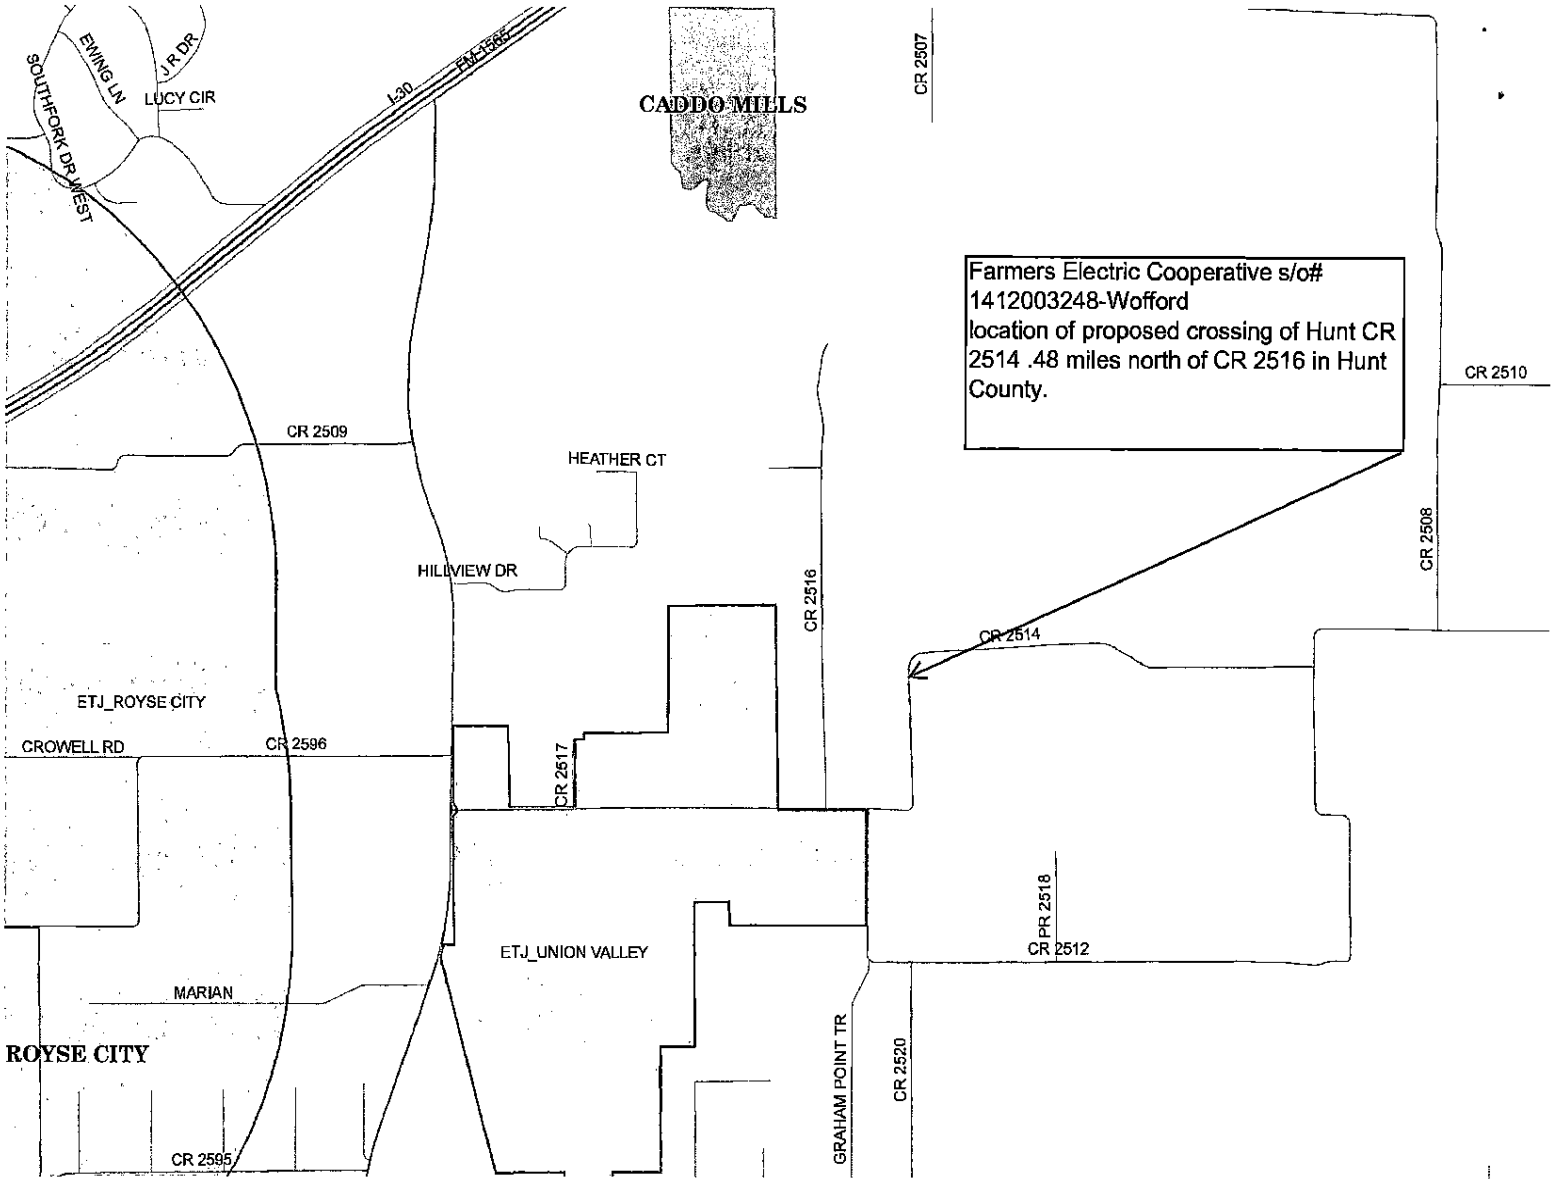 EWING LN
J R DR
SOUTHFORK DR WEST
LUCY CIR
I-30
FM-1565
CADDO MILLS
CR 2507
Farmers Electric Cooperative s/o#
1412003248-Wofford
location of proposed crossing of Hunt CR
2514 .48 miles north of CR 2516 in Hunt
County.
CR 2510
CR 2509
HEATHER CT
CR 2508
HILLVIEW DR
CR 2516
CR 2514
ETJ_ROYSE CITY
CROWELL RD
CR 2596
CR 2517
PR 2518
CR 2512
ETJ_UNION VALLEY
MARIAN
ROYSE CITY
GRAHAM POINT TR
CR 2520
CR 2595